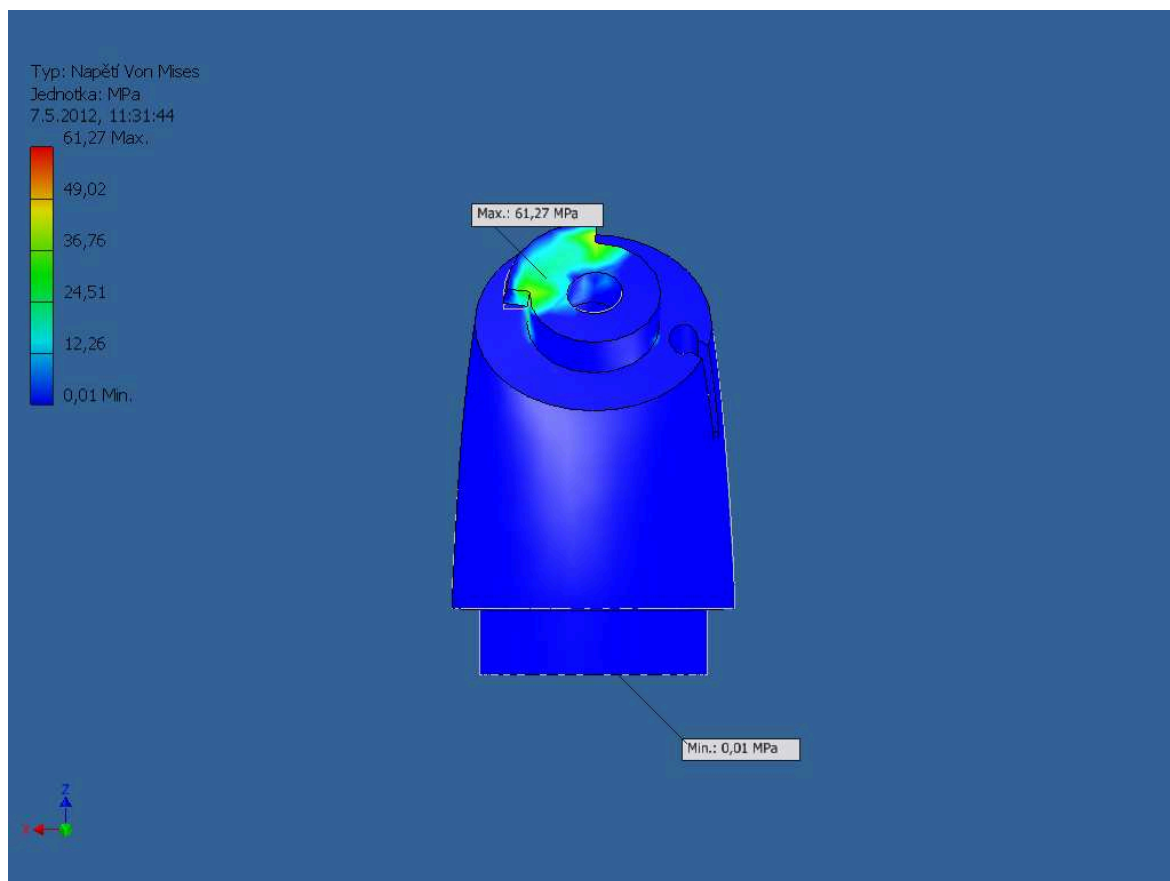 Typ: Napětí Von Mises
Jednotka: MPa
7.5.2012, 11:31:44
61,27 Max.
49,02
36,76
24,51
12,26
0,01 Min.
Max.: 61,27 MPa
Min.: 0,01 MPa
Z